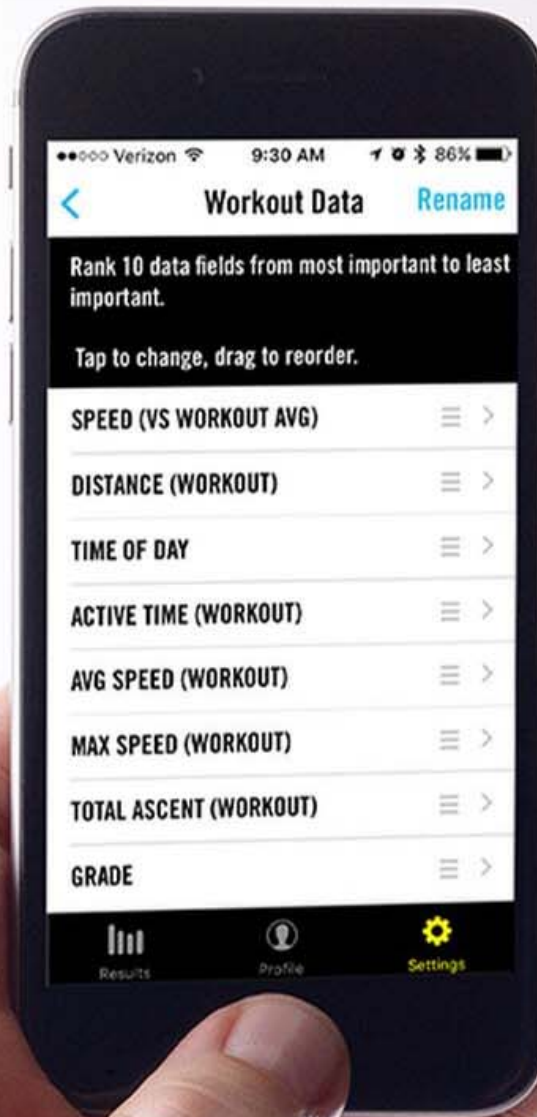 Verizon 9:30 AM 86%
Workout Data Rename
Rank 10 data fields from most important to least
important.
Tap to change, drag to reorder.
SPEED (VS WORKOUT AVG)
DISTANCE (WORKOUT)
TIME OF DAY
ACTIVE TIME (WORKOUT)
AVG SPEED (WORKOUT)
MAX SPEED (WORKOUT)
TOTAL ASCENT (WORKOUT)
GRADE
Results Profile Settings